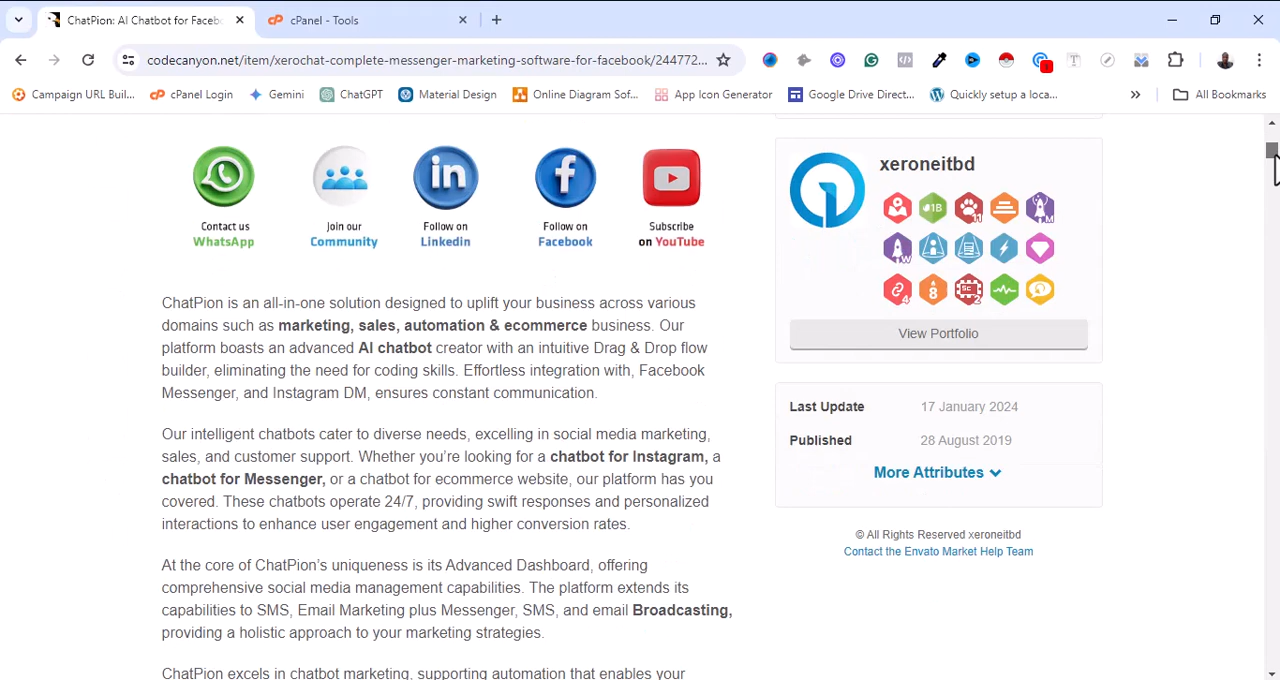 ChatPion: AI Chatbot for Faceb
cPanel - Tools
codecanyon.net/item/xerochat-complete-messenger-marketing-software-for-facebook/244772...
Campaign URL Buil...
cPanel Login
Gemini
ChatGPT
Material Design
Online Diagram Sof...
App Icon Generator
Google Drive Direct...
Quickly setup a loca...
All Bookmarks
Contact us
WhatsApp
Join our
Community
Follow on
Linkedin
Follow on
Facebook
Subscribe
on YouTube
ChatPion is an all-in-one solution designed to uplift your business across various
domains such as marketing, sales, automation & ecommerce business. Our
platform boasts an advanced AI chatbot creator with an intuitive Drag & Drop flow
builder, eliminating the need for coding skills. Effortless integration with, Facebook
Messenger, and Instagram DM, ensures constant communication.
Our intelligent chatbots cater to diverse needs, excelling in social media marketing,
sales, and customer support. Whether you're looking for a chatbot for Instagram, a
chatbot for Messenger, or a chatbot for ecommerce website, our platform has you
covered. These chatbots operate 24/7, providing swift responses and personalized
interactions to enhance user engagement and higher conversion rates.
At the core of ChatPion's uniqueness is its Advanced Dashboard, offering
comprehensive social media management capabilities. The platform extends its
capabilities to SMS, Email Marketing plus Messenger, SMS, and email Broadcasting,
providing a holistic approach to your marketing strategies.
ChatPion excels in chatbot marketing, supporting automation that enables your
xeroneitbd
View Portfolio
Last Update 17 January 2024
Published 28 August 2019
More Attributes
© All Rights Reserved xeroneitbd
Contact the Envato Market Help Team